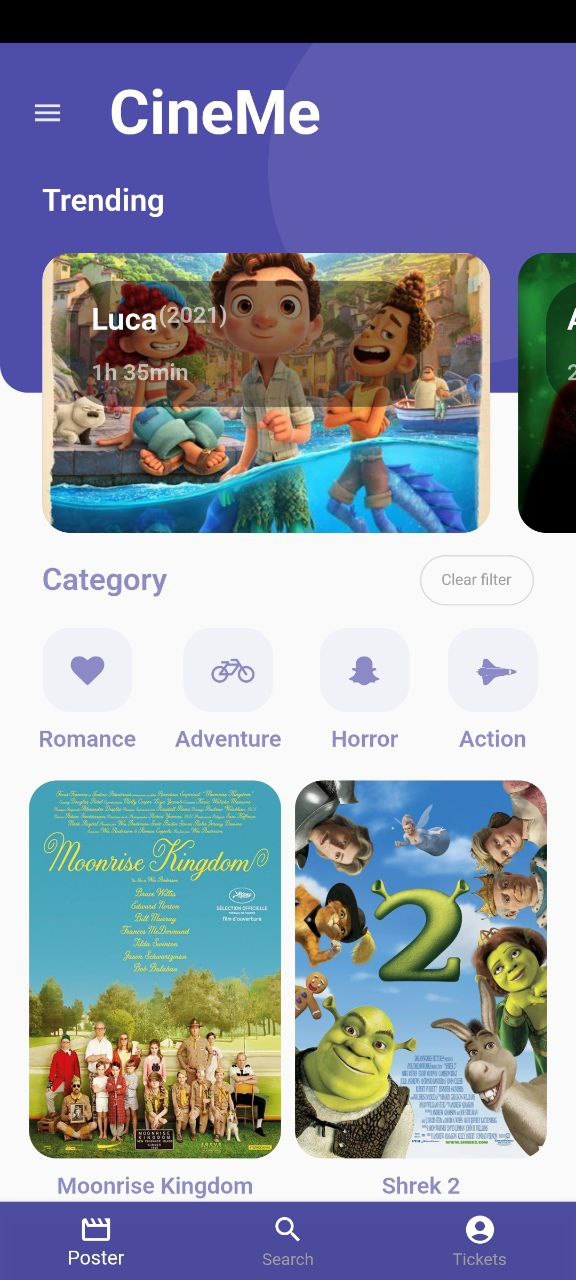 CineMe
Trending
Luca(2021)
1h 35min
A
2
Category
Clear filter
Romance
Adventure
Horror
Action
Moonrise Kingdom
Bruce Willis
Edward Norton
Bill Murray
Frances McDormand
Tilda Swinton
Jason Schwartzman
Bob Balaban
SÉLECTION OFFICIELLE
film d'ouverture
2
MOONRISE
KINGDOM
Moonrise Kingdom
Shrek 2
Poster
Search
Tickets